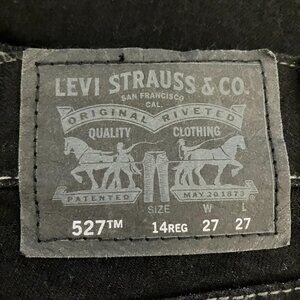 LEVI STRAUSS & CO.
SAN FRANCISCO
CAL.
ORIGINAL RIVETED
QUALITY CLOTHING
PATENTED MAY 20 1873
SIZE W L
527™ 14REG 27 27